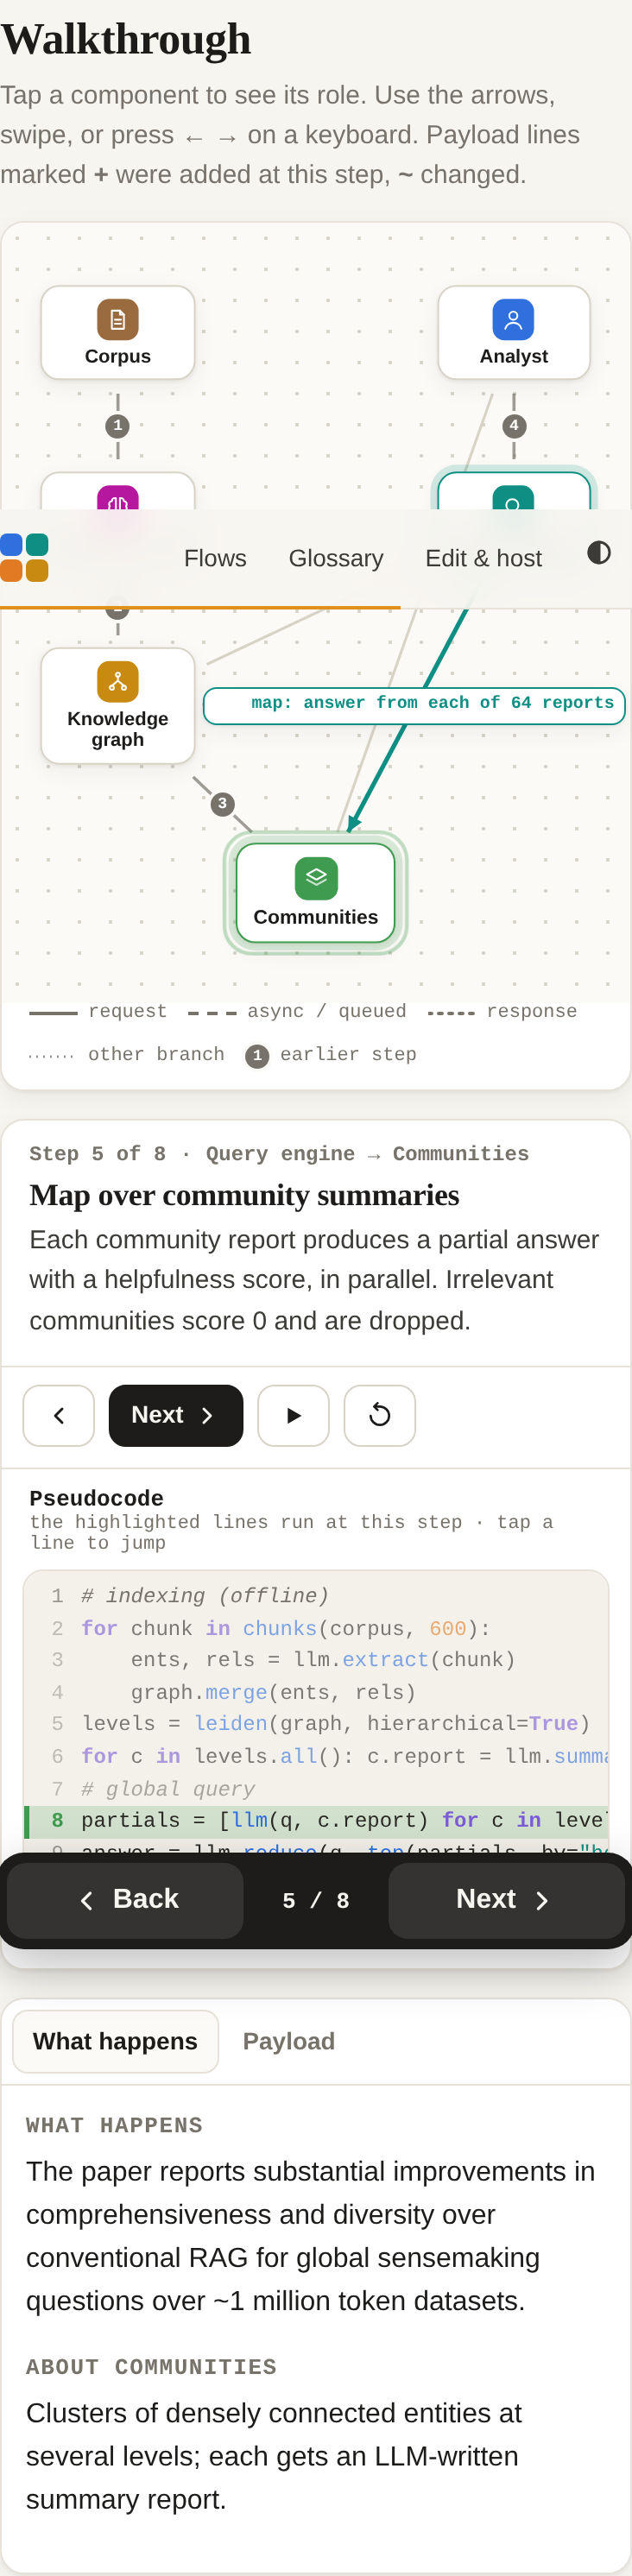 Walkthrough
Tap a component to see its role. Use the arrows,
swipe, or press ← → on a keyboard. Payload lines
marked + were added at this step, ~ changed.
Corpus
Analyst
1
4
Flows
Glossary
Edit & host
map: answer from each of 64 reports
Knowledge
graph
3
Communities
request
async / queued
response
other branch
1 earlier step
Step 5 of 8 · Query engine → Communities
Map over community summaries
Each community report produces a partial answer
with a helpfulness score, in parallel. Irrelevant
communities score 0 and are dropped.
Next
Pseudocode
the highlighted lines run at this step · tap a
line to jump
1 # indexing (offline)
2 for chunk in chunks(corpus, 600):
3 ents, rels = llm.extract(chunk)
4 graph.merge(ents, rels)
5 levels = leiden(graph, hierarchical=True)
6 for c in levels.all(): c.report = llm.summa
7 # global query
8 partials = [llm(q, c.report) for c in level
Back
5 / 8
Next
What happens
Payload
WHAT HAPPENS
The paper reports substantial improvements in
comprehensiveness and diversity over
conventional RAG for global sensemaking
questions over ~1 million token datasets.
ABOUT COMMUNITIES
Clusters of densely connected entities at
several levels; each gets an LLM-written
summary report.